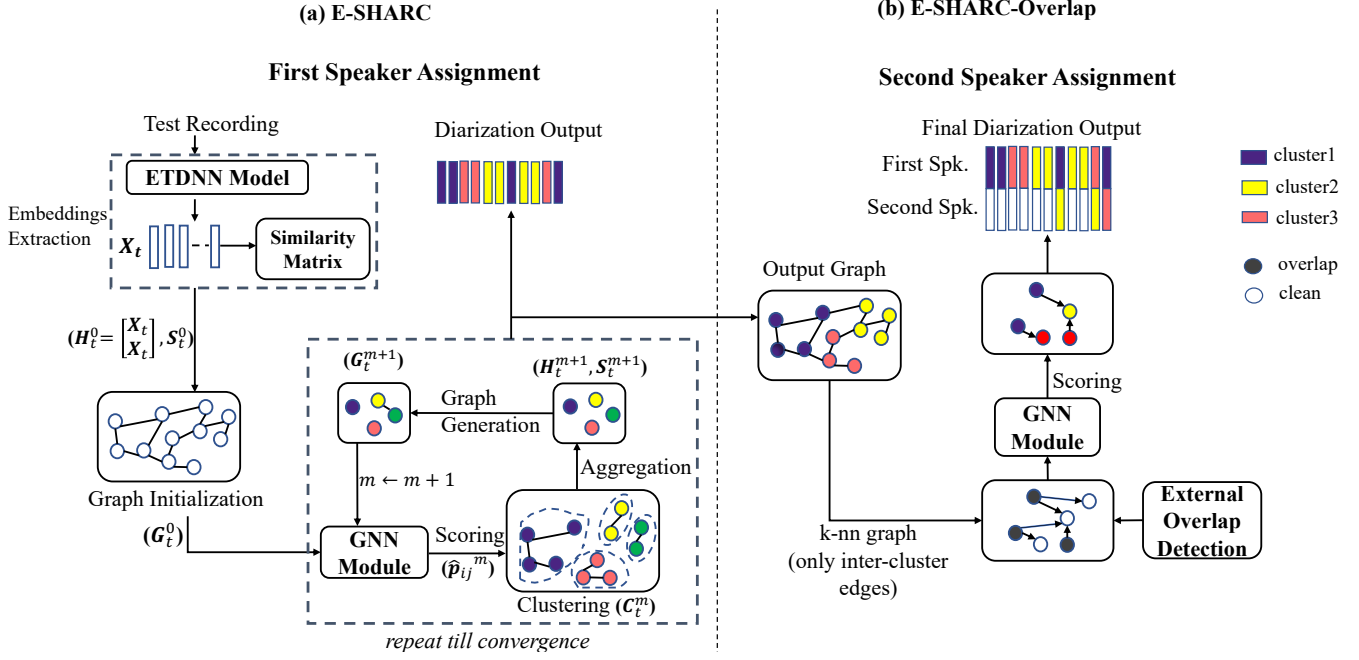 (a) E-SHARC
First Speaker Assignment
Test Recording
ETDNN Model
Embeddings
Extraction
X_t
Similarity
Matrix
(H_t^0 = [X_t X_t], S_t^0)
Graph Initialization
(G_t^0)
Diarization Output
(G_t^{m+1})
(H_t^{m+1}, S_t^{m+1})
Graph
Generation
Aggregation
m ← m + 1
GNN
Module
Scoring
(p̂_{ij}^m)
Clustering (C_t^m)
repeat till convergence
(b) E-SHARC-Overlap
Second Speaker Assignment
Final Diarization Output
First Spk.
Second Spk.
cluster1
cluster2
cluster3
overlap
clean
Output Graph
Scoring
GNN
Module
k-nn graph
(only inter-cluster
edges)
External
Overlap
Detection